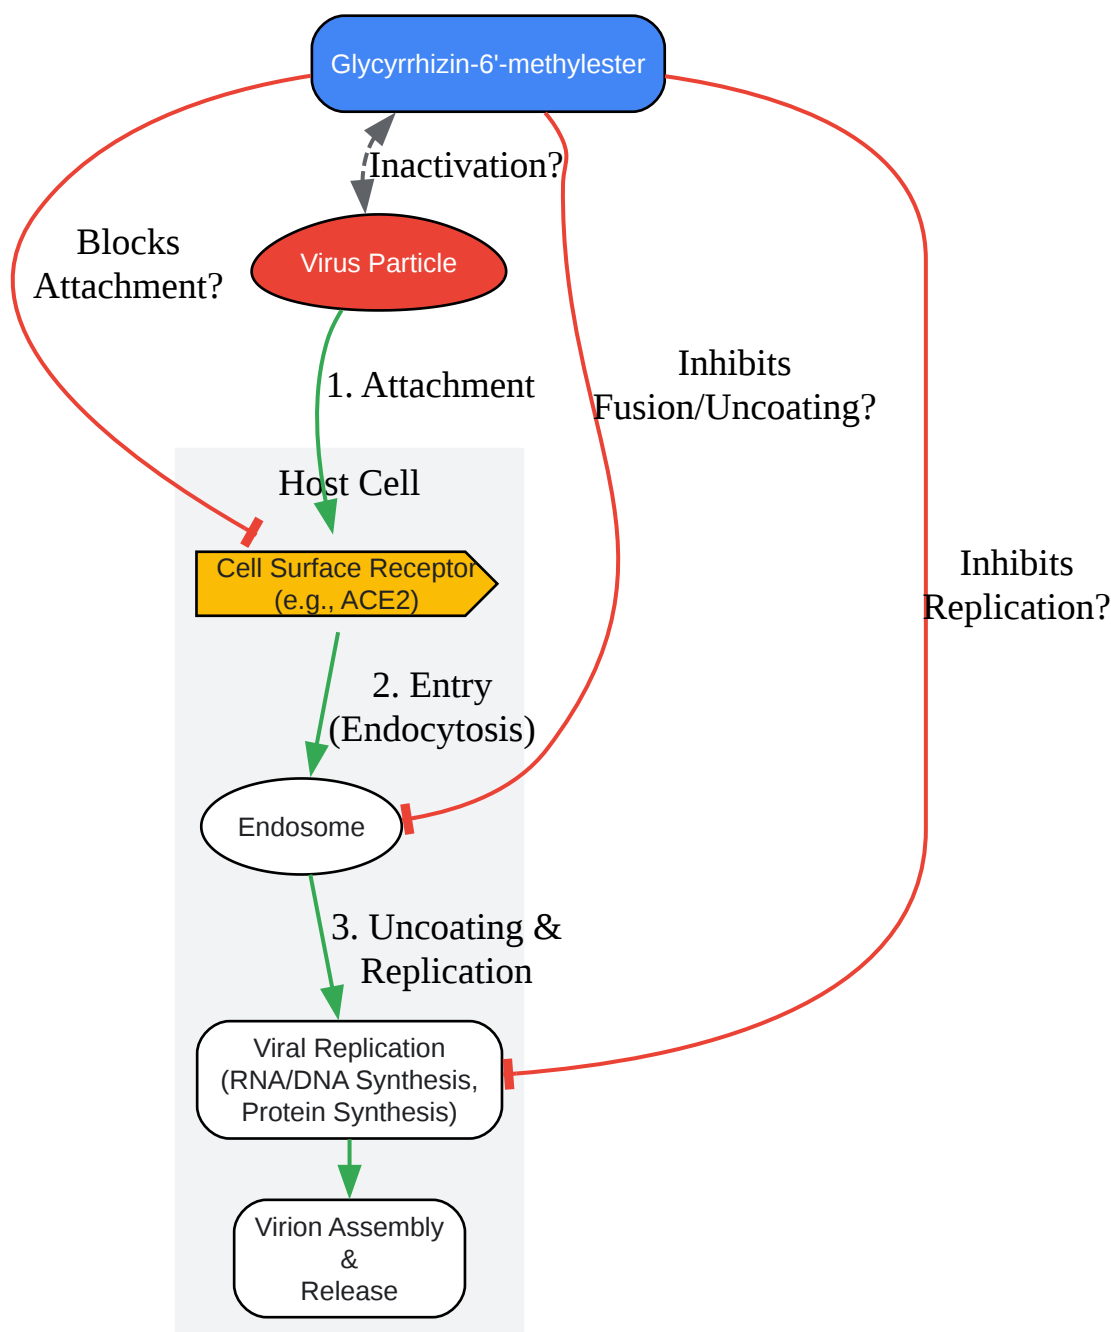 Glycyrrhizin-6'-methylester
Inactivation?
Blocks
Attachment?
Virus Particle
1. Attachment
Inhibits
Fusion/Uncoating?
Host Cell
Cell Surface Receptor
(e.g., ACE2)
Inhibits
Replication?
2. Entry
(Endocytosis)
Endosome
3. Uncoating &
Replication
Viral Replication
(RNA/DNA Synthesis,
Protein Synthesis)
Virion Assembly
&
Release